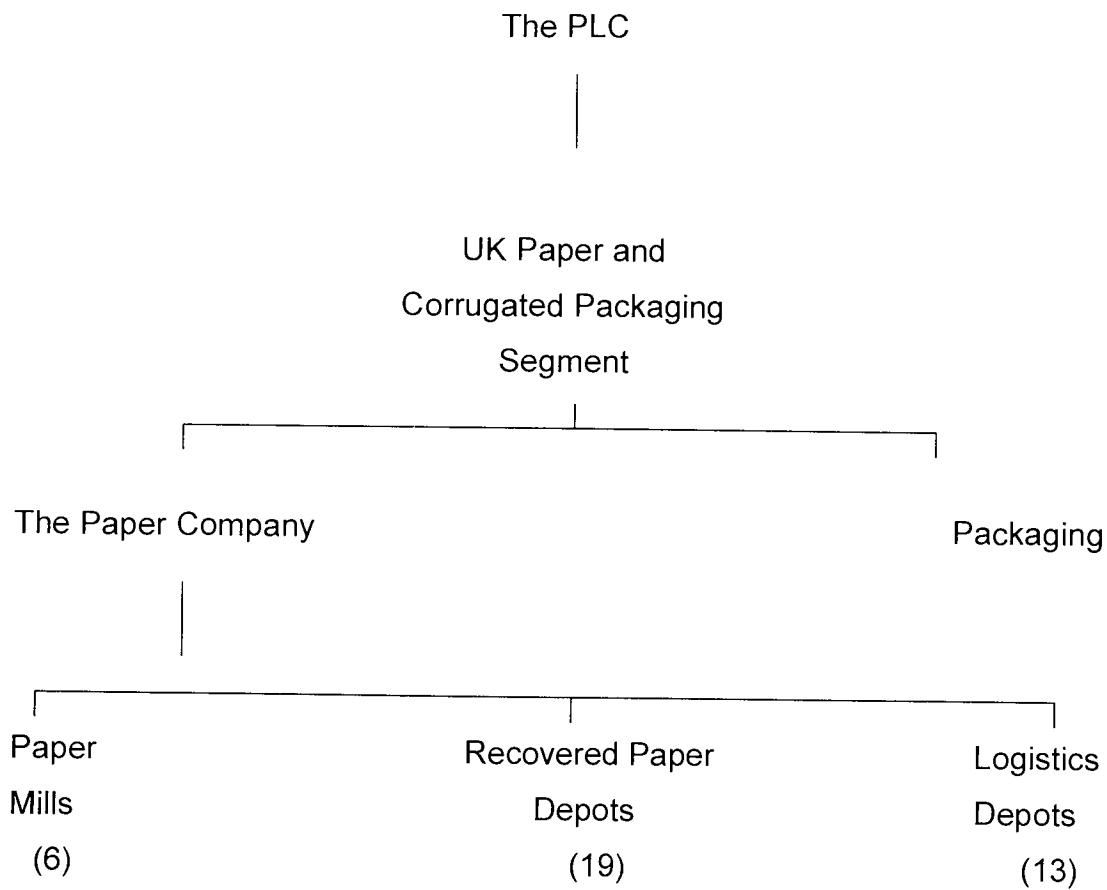 The PLC
UK Paper and
Corrugated Packaging
Segment
The Paper Company
Packaging
Paper
Mills
(6)
Recovered Paper
Depots
(19)
Logistics
Depots
(13)